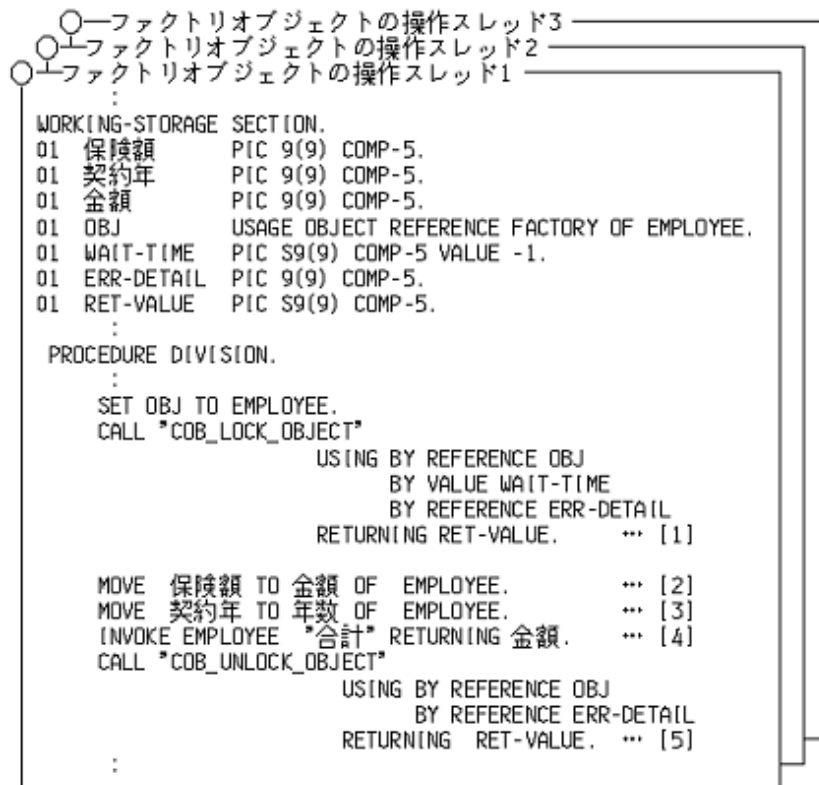 ファクトリオブジェクトの操作スレッド3
ファクトリオブジェクトの操作スレッド2
ファクトリオブジェクトの操作スレッド1
:
WORKING-STORAGE SECTION.
01 保険額 PIC 9(9) COMP-5.
01 契約年 PIC 9(9) COMP-5.
01 金額 PIC 9(9) COMP-5.
01 OBJ USAGE OBJECT REFERENCE FACTORY OF EMPLOYEE.
01 WAIT-TIME PIC S9(9) COMP-5 VALUE -1.
01 ERR-DETAIL PIC 9(9) COMP-5.
01 RET-VALUE PIC S9(9) COMP-5.
:
PROCEDURE DIVISION.
:
SET OBJ TO EMPLOYEE.
CALL "COB_LOCK_OBJECT"
USING BY REFERENCE OBJ
BY VALUE WAIT-TIME
BY REFERENCE ERR-DETAIL
RETURNING RET-VALUE. … [1]
MOVE 保険額 TO 金額 OF EMPLOYEE. … [2]
MOVE 契約年 TO 年数 OF EMPLOYEE. … [3]
INVOKE EMPLOYEE "合計" RETURNING 金額. … [4]
CALL "COB_UNLOCK_OBJECT"
USING BY REFERENCE OBJ
BY REFERENCE ERR-DETAIL
RETURNING RET-VALUE. … [5]
: